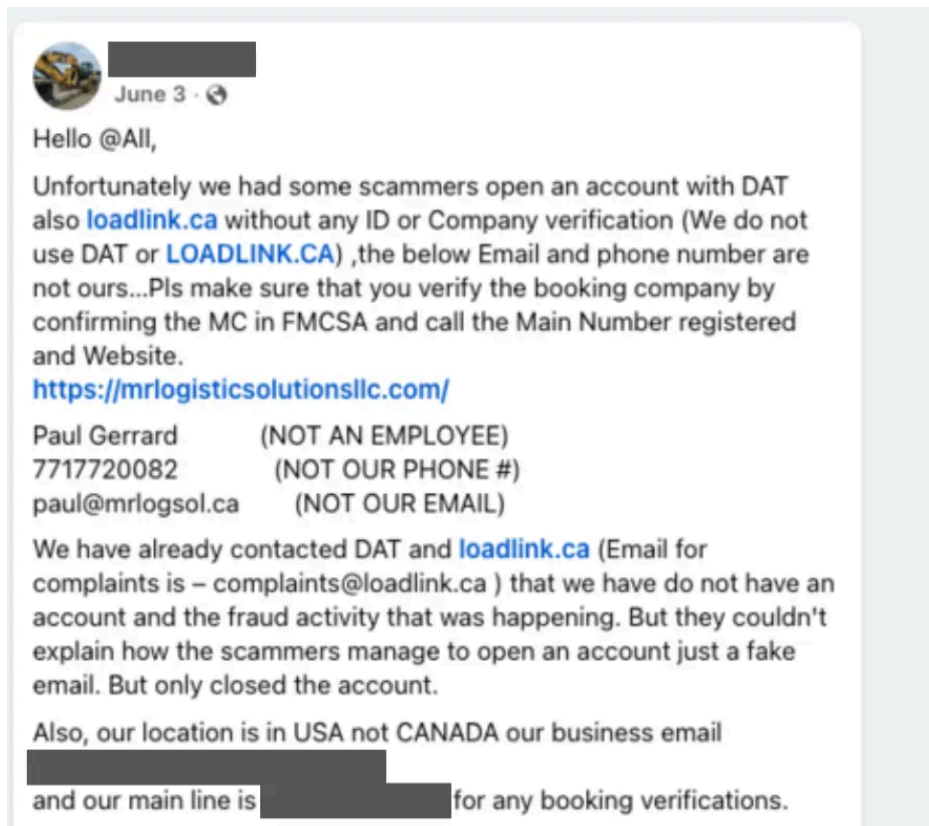 June 3 ·
Hello @All,
Unfortunately we had some scammers open an account with DAT
also loadlink.ca without any ID or Company verification (We do not
use DAT or LOADLINK.CA) ,the below Email and phone number are
not ours...Pls make sure that you verify the booking company by
confirming the MC in FMCSA and call the Main Number registered
and Website.
https://mrlogisticsolutionsllc.com/
Paul Gerrard (NOT AN EMPLOYEE)
7717720082 (NOT OUR PHONE #)
paul@mrlogsol.ca (NOT OUR EMAIL)
We have already contacted DAT and loadlink.ca (Email for
complaints is – complaints@loadlink.ca ) that we have do not have an
account and the fraud activity that was happening. But they couldn't
explain how the scammers manage to open an account just a fake
email. But only closed the account.
Also, our location is in USA not CANADA our business email
and our main line is for any booking verifications.